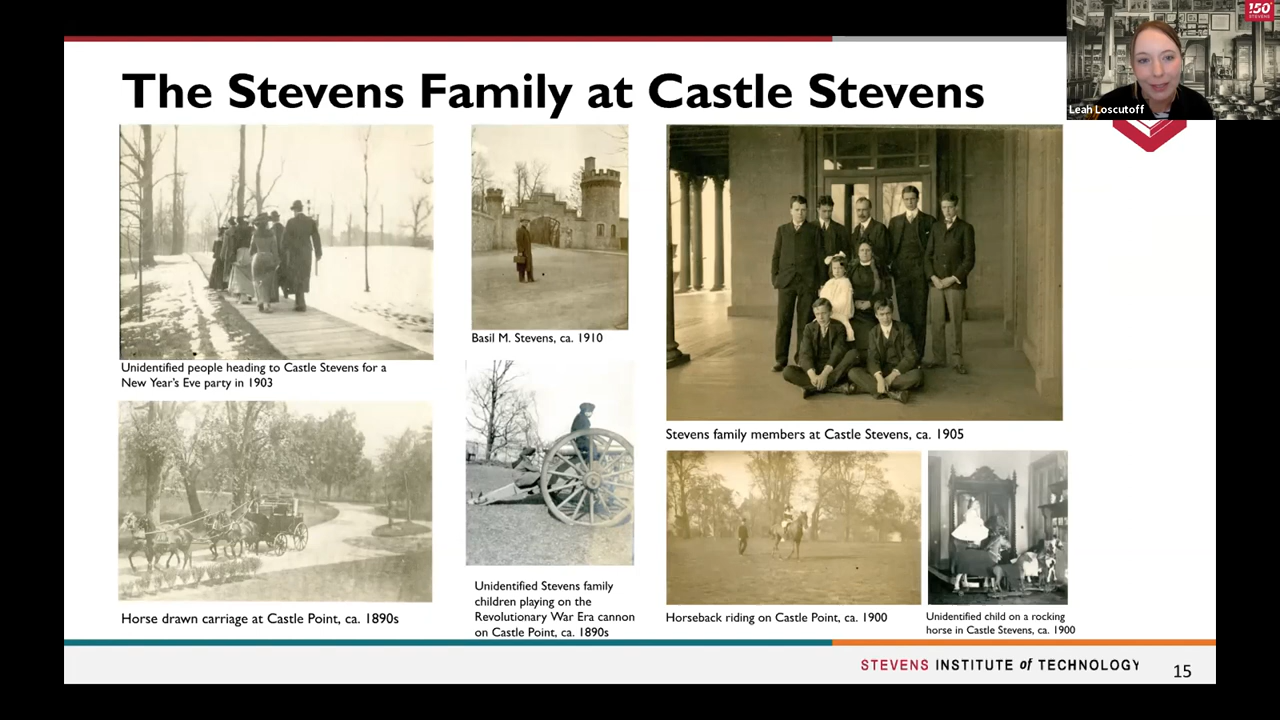 150
STEVENS
Leah Loscutoff
The Stevens Family at Castle Stevens
Unidentified people heading to Castle Stevens for a
New Year's Eve party in 1903
Basil M. Stevens, ca. 1910
Stevens family members at Castle Stevens, ca. 1905
Horse drawn carriage at Castle Point, ca. 1890s
Unidentified Stevens family
children playing on the
Revolutionary War Era cannon
on Castle Point, ca. 1890s
Horseback riding on Castle Point, ca. 1900
Unidentified child on a rocking
horse in Castle Stevens, ca. 1900
STEVENS INSTITUTE of TECHNOLOGY
15